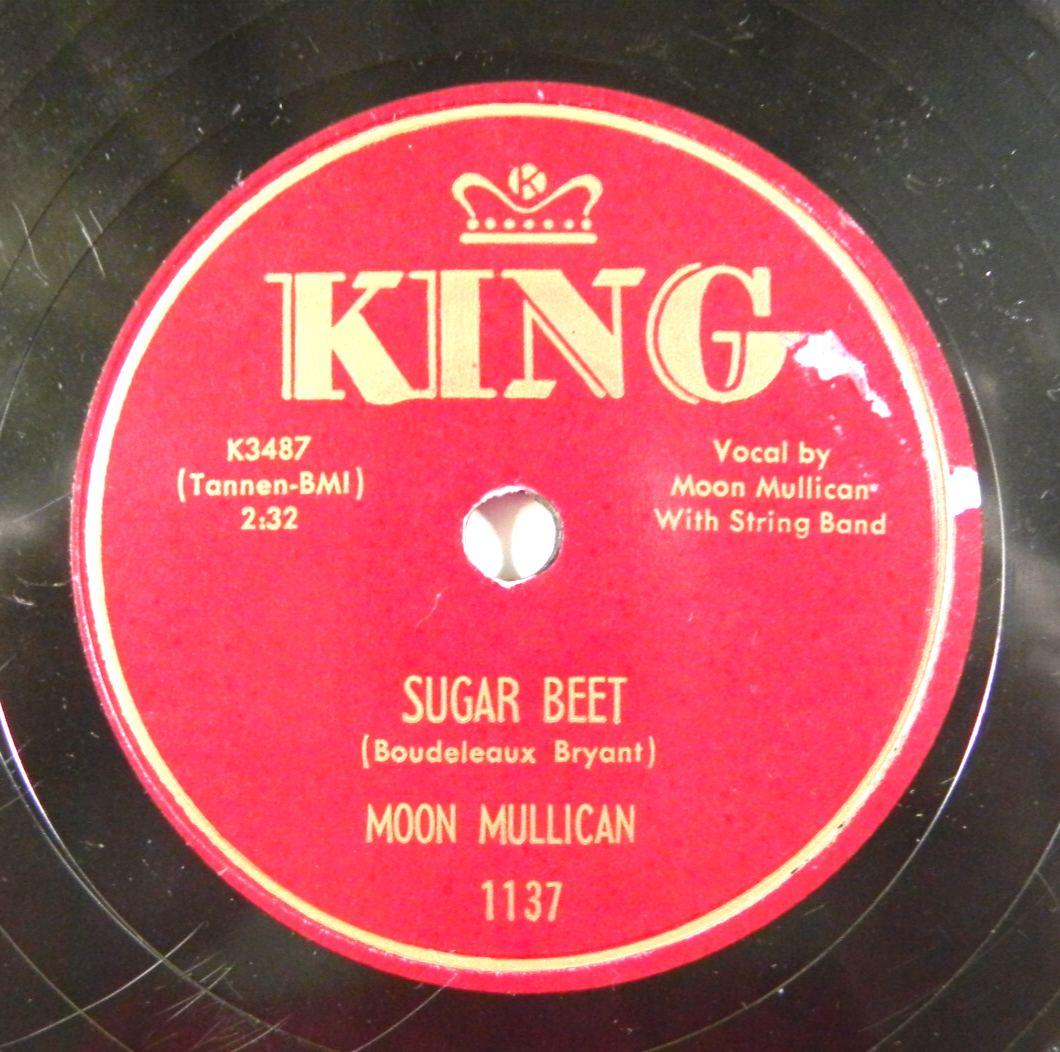 K
KING
K3487
(Tannen-BMI)
2:32
Vocal by
Moon Mullican
With String Band
SUGAR BEET
(Boudeleaux Bryant)
MOON MULLICAN
1137